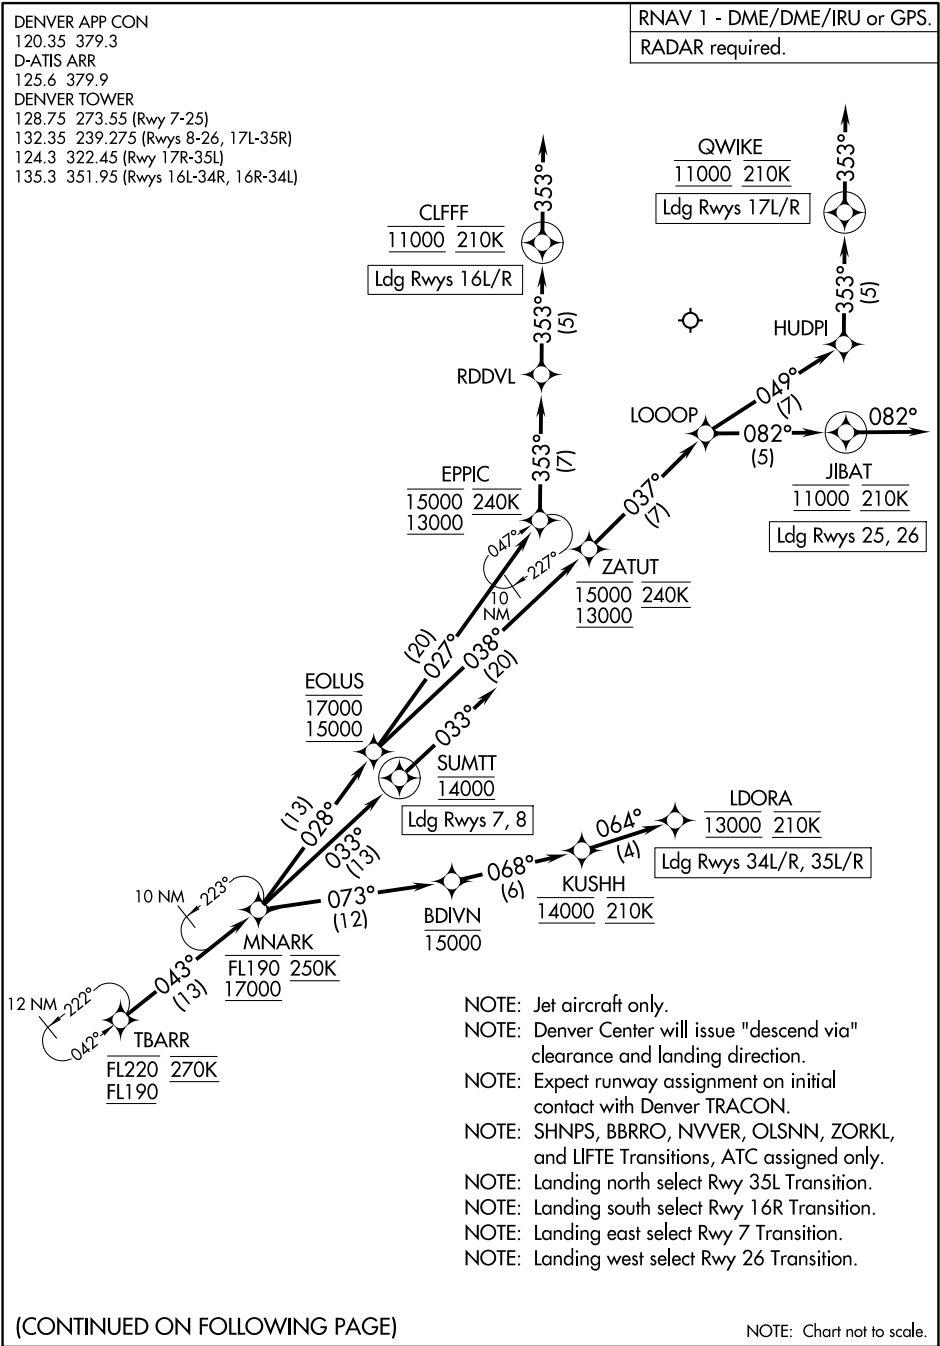 DENVER APP CON
120.35 379.3
D-ATIS ARR
125.6 379.9
DENVER TOWER
128.75 273.55 (Rwy 7-25)
132.35 239.275 (Rwys 8-26, 17L-35R)
124.3 322.45 (Rwy 17R-35L)
135.3 351.95 (Rwys 16L-34R, 16R-34L)
RNAV 1 - DME/DME/IRU or GPS.
RADAR required.
353°
QWIKE
11000 210K
Ldg Rwys 17L/R
353°
(5)
HUDPI
353°
CLFFF
11000 210K
Ldg Rwys 16L/R
353°
(5)
RDDVL
353°
(7)
EPPIC
15000 240K
13000
047°
227°
10
NM
LOOOP
049°
(7)
082°
(5)
082°
JIBAT
11000 210K
Ldg Rwys 25, 26
037°
(7)
ZATUT
15000 240K
13000
(20)
027°
038°
(20)
EOLUS
17000
15000
033°
SUMTT
14000
Ldg Rwys 7, 8
(13)
028°
033°
(13)
LDORA
13000 210K
Ldg Rwys 34L/R, 35L/R
064°
(4)
KUSHH
14000 210K
068°
(6)
BDIVN
15000
073°
(12)
10 NM
223°
MNARK
FL190 250K
17000
043°
(13)
12 NM
222°
042°
TBARR
FL220 270K
FL190
NOTE: Jet aircraft only.
NOTE: Denver Center will issue "descend via"
clearance and landing direction.
NOTE: Expect runway assignment on initial
contact with Denver TRACON.
NOTE: SHNPS, BBRRO, NVVER, OLSNN, ZORKL,
and LIFTE Transitions, ATC assigned only.
NOTE: Landing north select Rwy 35L Transition.
NOTE: Landing south select Rwy 16R Transition.
NOTE: Landing east select Rwy 7 Transition.
NOTE: Landing west select Rwy 26 Transition.
(CONTINUED ON FOLLOWING PAGE)
NOTE: Chart not to scale.